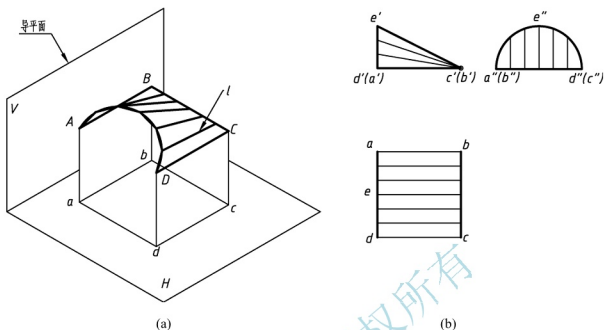 导平面
V
B
l
A
C
b
D
a
c
d
H
(a)
e'
d'(a') c'(b')
e"
a"(b") d"(c")
a b
e
d c
权所有
(b)